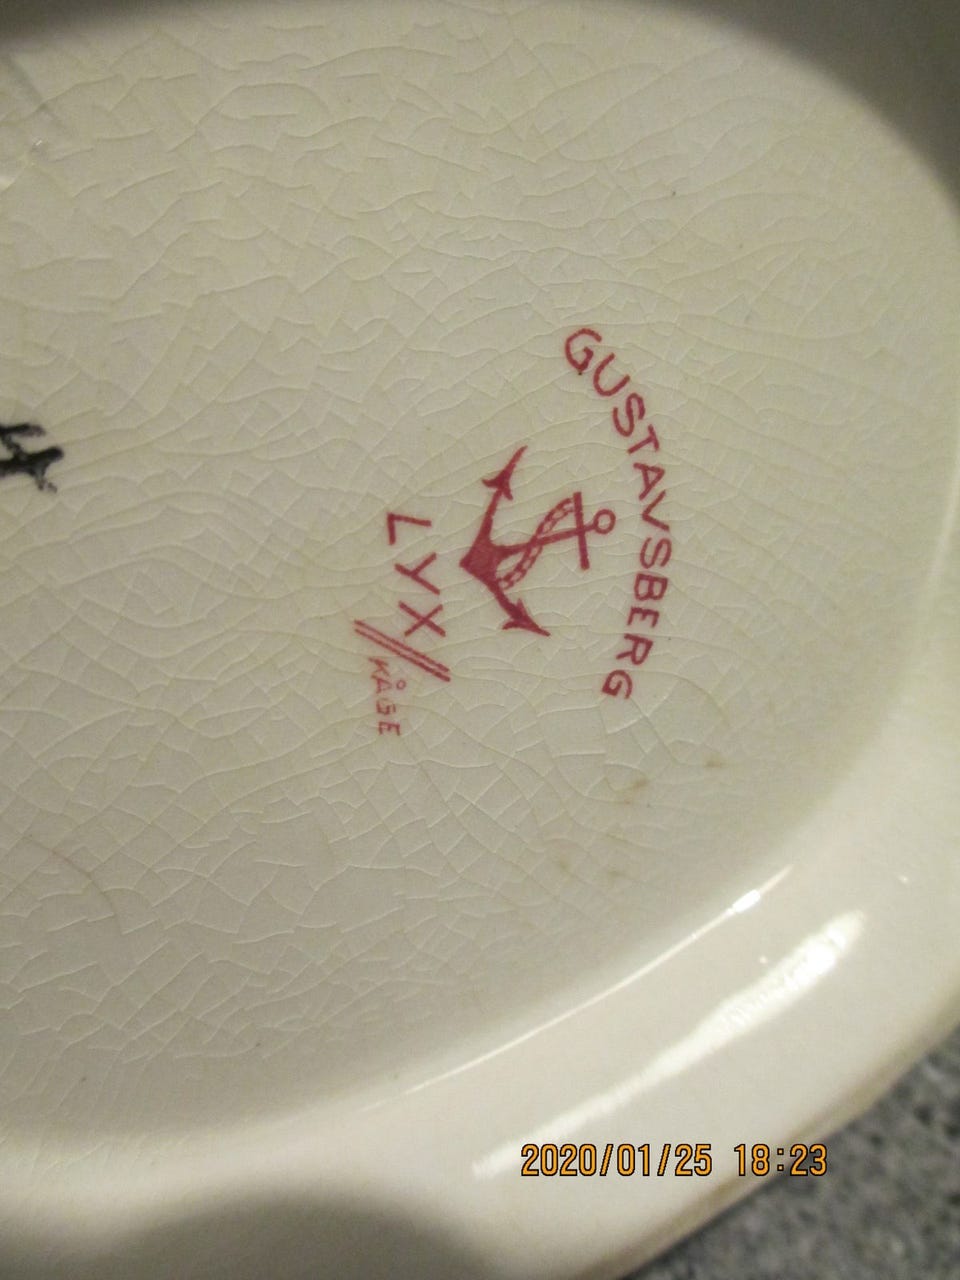 GUSTAVSBERG
LYX//
KÅGE
2020/01/25 18:23